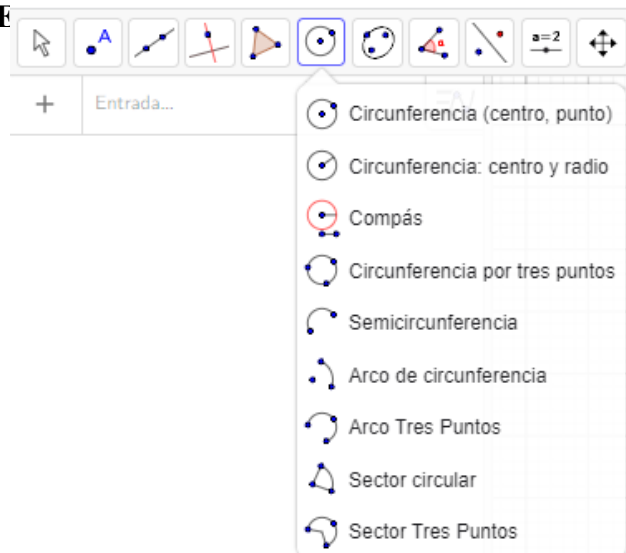 E
A
α
a=2
+ Entrada...
Circunferencia (centro, punto)
Circunferencia: centro y radio
Compás
Circunferencia por tres puntos
Semicircunferencia
Arco de circunferencia
Arco Tres Puntos
Sector circular
Sector Tres Puntos